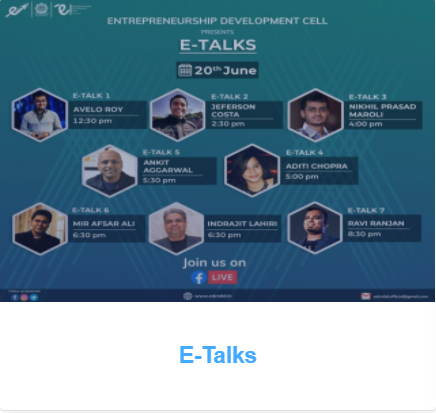 ENTREPRENEURSHIP DEVELOPMENT CELL
PRESENTS
E-TALKS
20th June
E-TALK 1
AVELO ROY
12:30 pm
E-TALK 2
JEFERSON
COSTA
2:30 pm
E-TALK 3
NIKHIL PRASAD
MAROLI
4:00 pm
E-TALK 5
ANKIT
AGGARWAL
5:30 pm
E-TALK 4
ADITI CHOPRA
5:00 pm
E-TALK 6
MIR AFSAR ALI
6:30 pm
INDRAJIT LAHIRI
6:30 pm
E-TALK 7
RAVI RANJAN
8:30 pm
Join us on
LIVE
E-Talks